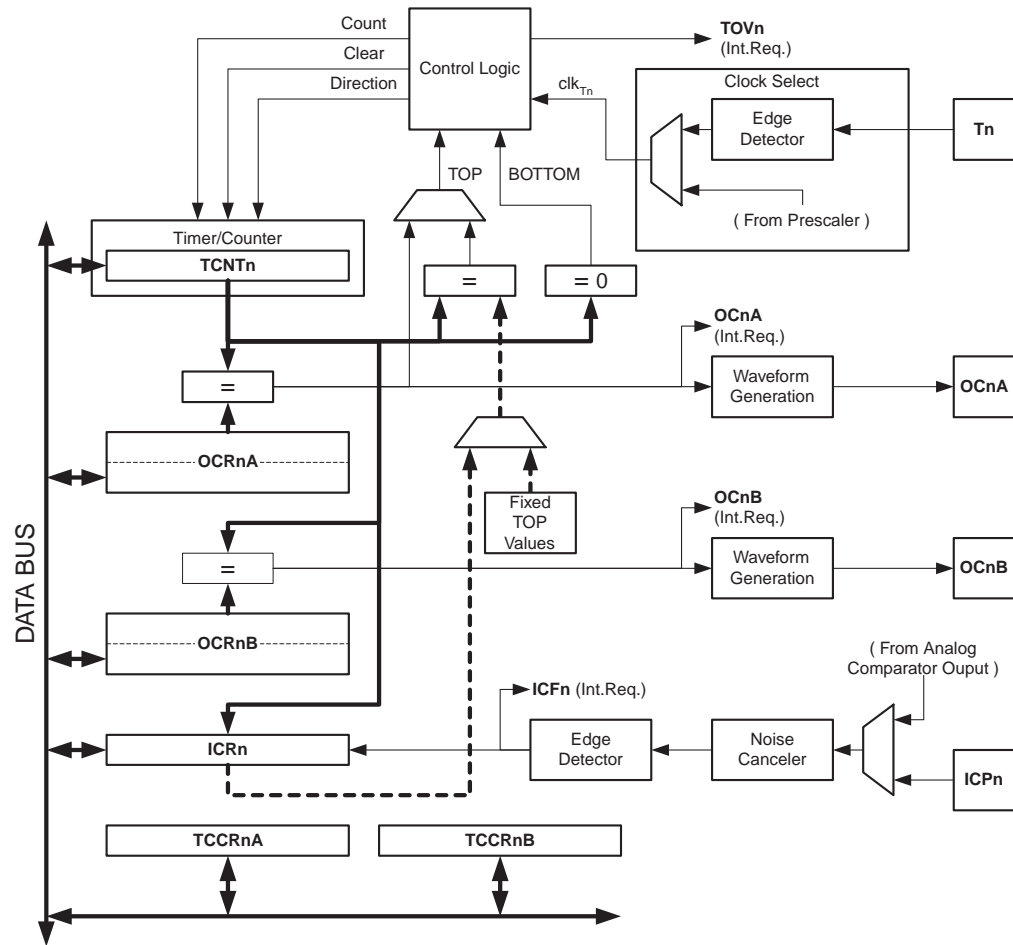 Count
Clear
Direction
Control Logic
TOVn
(Int.Req.)
clkTn
Clock Select
Edge
Detector
Tn
( From Prescaler )
TOP
BOTTOM
Timer/Counter
TCNTn
=
= 0
OCnA
(Int.Req.)
=
Waveform
Generation
OCnA
OCRnA
Fixed
TOP
Values
OCnB
(Int.Req.)
=
Waveform
Generation
OCnB
OCRnB
DATA BUS
( From Analog
Comparator Ouput )
ICFn (Int.Req.)
ICRn
Edge
Detector
Noise
Canceler
ICPn
TCCRnA
TCCRnB